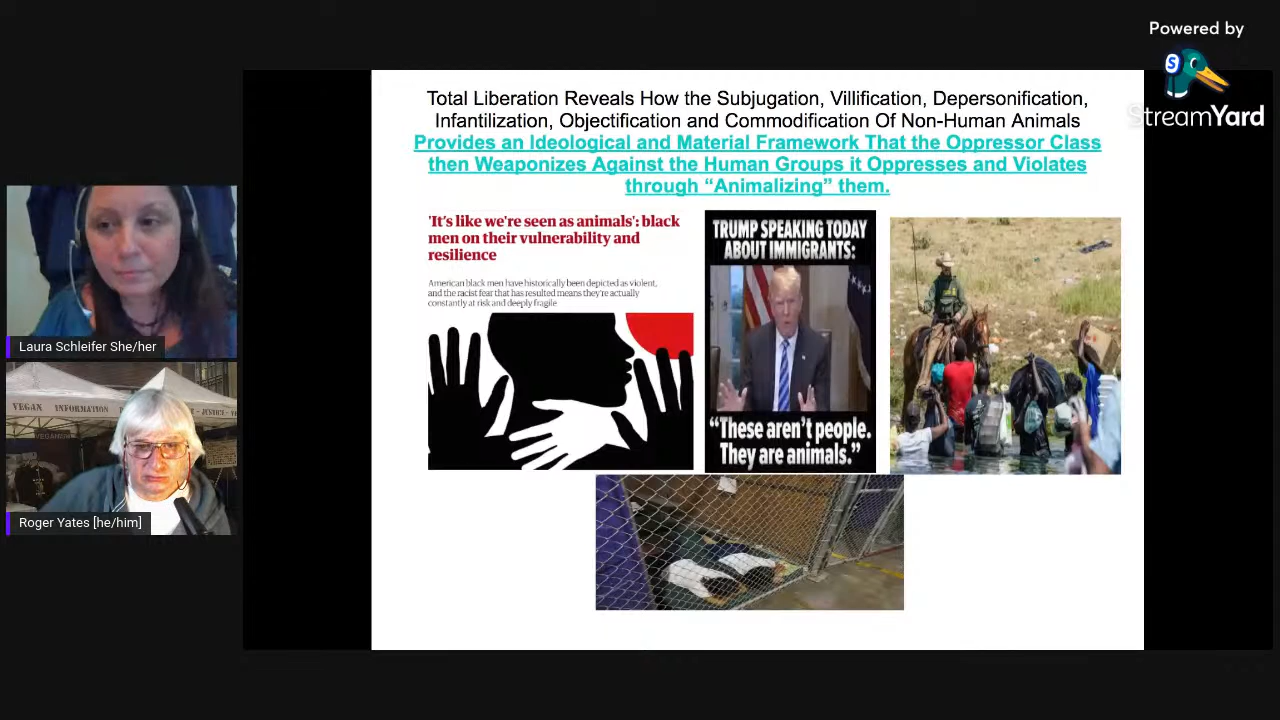 Powered by
S
StreamYard
Total Liberation Reveals How the Subjugation, Villification, Depersonification,
Infantilization, Objectification and Commodification Of Non-Human Animals
Provides an Ideological and Material Framework That the Oppressor Class
then Weaponizes Against the Human Groups it Oppresses and Violates
through “Animalizing” them.
'It's like we're seen as animals': black
men on their vulnerability and
resilience
American black men have historically been depicted as violent,
and the racist fear that has resulted means they're actually
constantly at risk and deeply fragile
TRUMP SPEAKING TODAY
ABOUT IMMIGRANTS:
“These aren't people.
They are animals.”
Laura Schleifer She/her
VEGAN INFORMATION
Roger Yates [he/him]